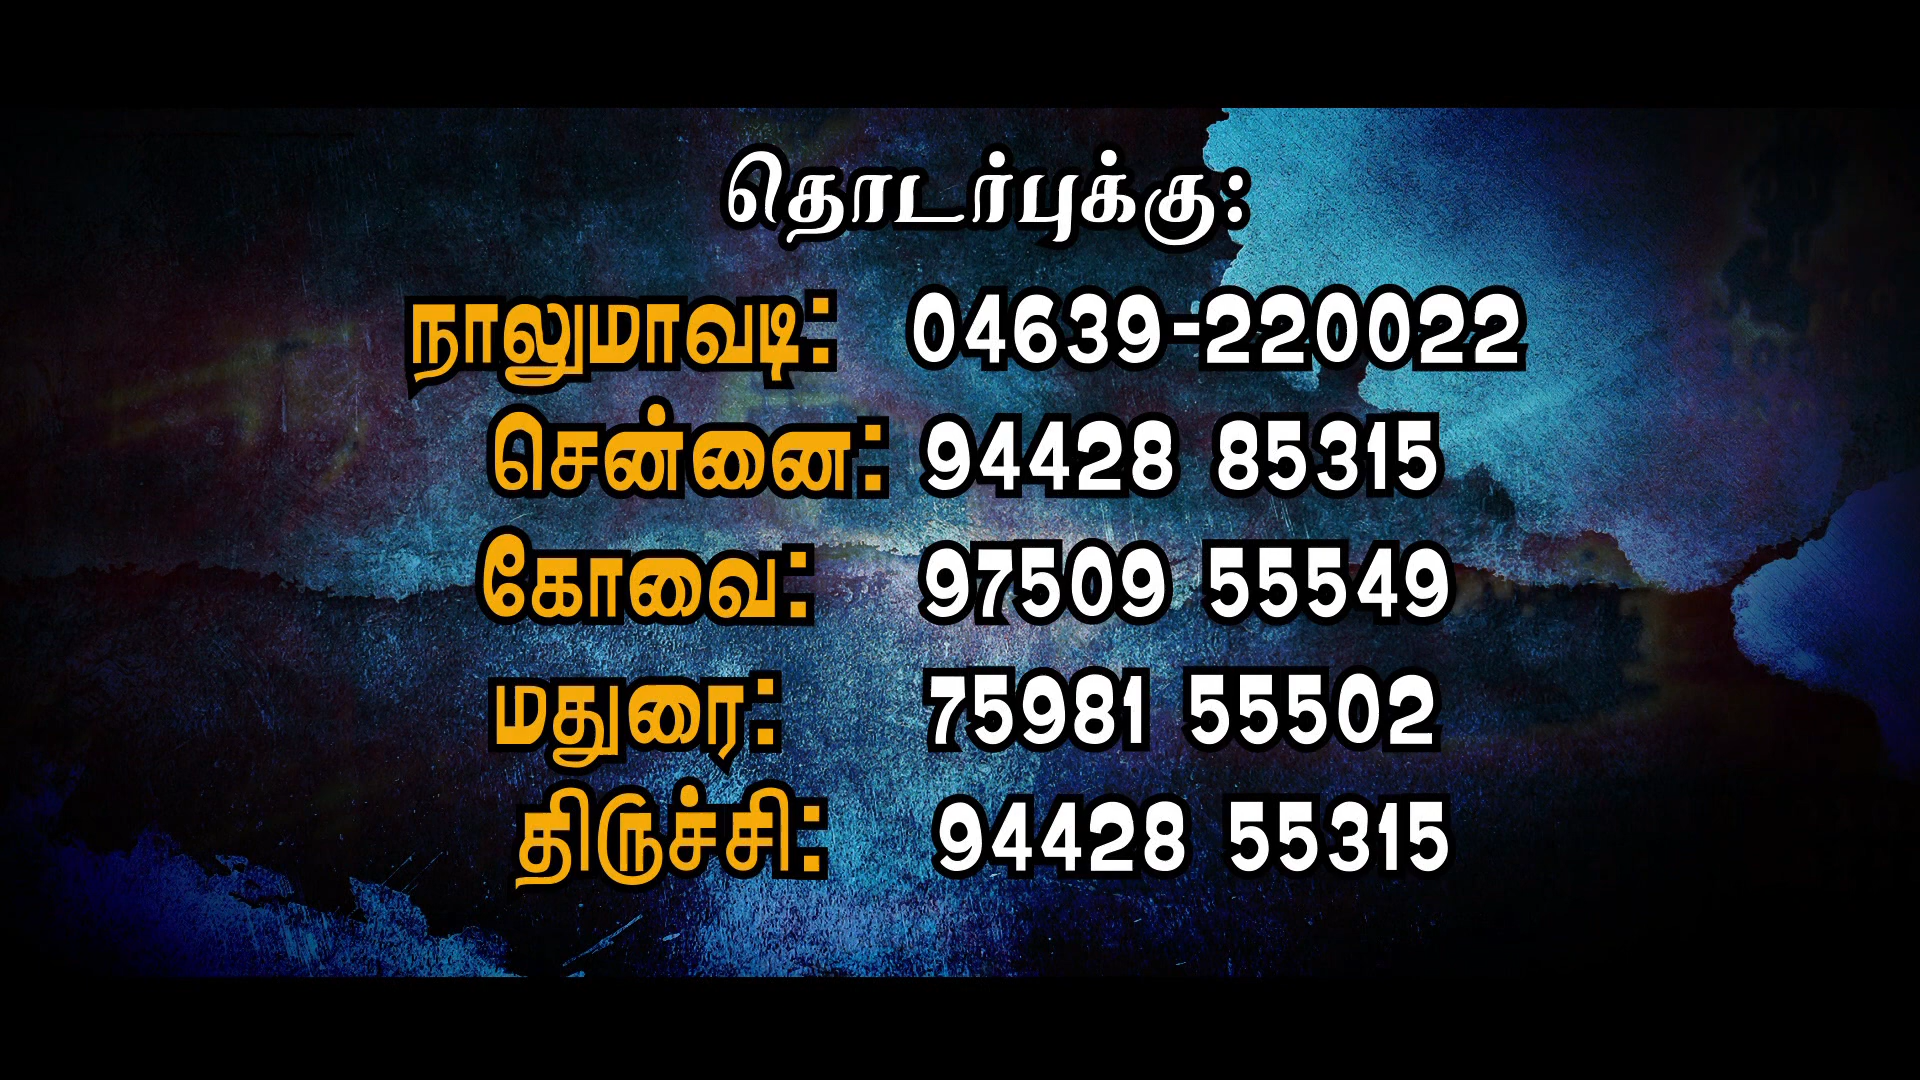 தொடர்புக்கு:
நாலுமாவடி: 04639-220022
சென்னை: 94428 85315
கோவை: 97509 55549
மதுரை: 75981 55502
திருச்சி: 94428 55315